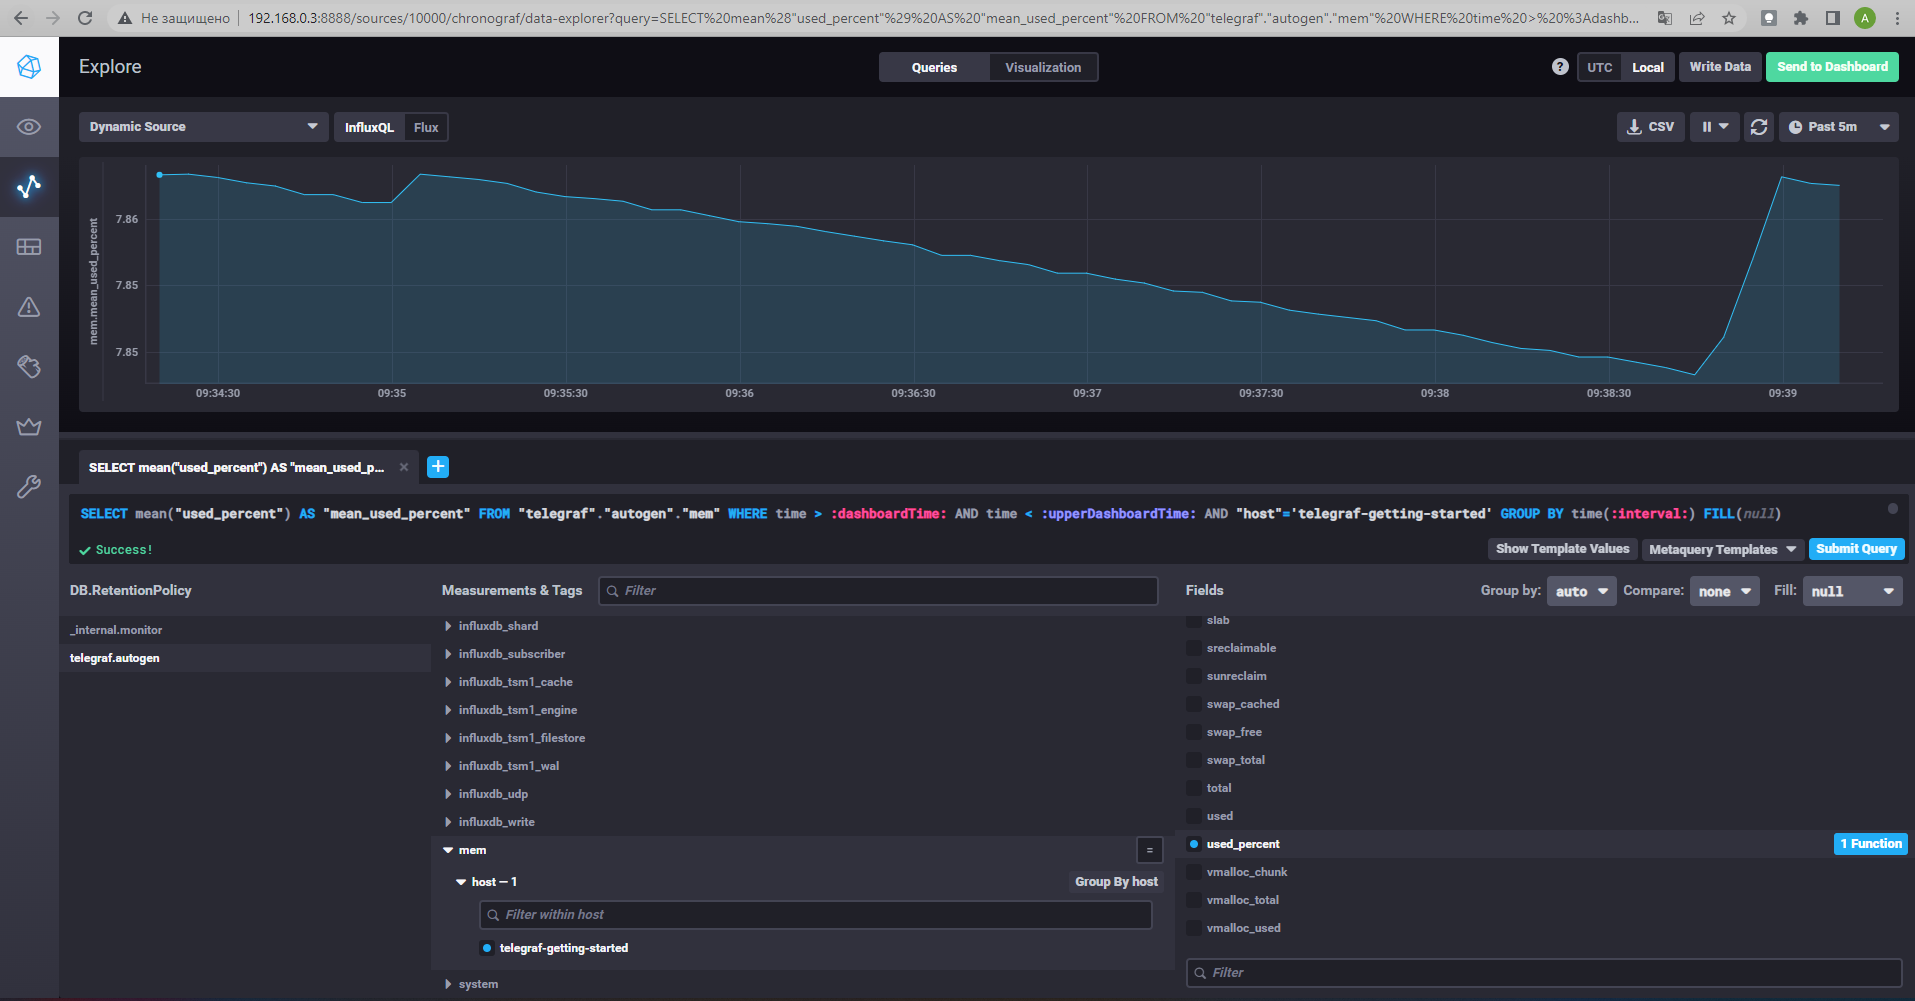 Не защищено | 192.168.0.3:8888/sources/10000/chronograf/data-explorer?query=SELECT%20mean%28"used_percent"%29%20AS%20"mean_used_percent"%20FROM%20"telegraf"."autogen"."mem"%20WHERE%20time%20>%20%3Adashb...
A
Explore
Queries
Visualization
?
UTC
Local
Write Data
Send to Dashboard
Dynamic Source
InfluxQL
Flux
CSV
Past 5m
mem.mean_used_percent
7.86
7.85
7.85
09:34:30
09:35
09:35:30
09:36
09:36:30
09:37
09:37:30
09:38
09:38:30
09:39
SELECT mean("used_percent") AS "mean_used_p...
×
+
SELECT mean("used_percent") AS "mean_used_percent" FROM "telegraf"."autogen"."mem" WHERE time > :dashboardTime: AND time < :upperDashboardTime: AND "host"='telegraf-getting-started' GROUP BY time(:interval:) FILL(null)
Success!
Show Template Values
Metaquery Templates
Submit Query
DB.RetentionPolicy
_internal.monitor
telegraf.autogen
Measurements & Tags
Filter
influxdb_shard
influxdb_subscriber
influxdb_tsm1_cache
influxdb_tsm1_engine
influxdb_tsm1_filestore
influxdb_tsm1_wal
influxdb_udp
influxdb_write
mem
=
host — 1
Group By host
Filter within host
telegraf-getting-started
system
Fields
Group by:
auto
Compare:
none
Fill:
null
slab
sreclaimable
sunreclaim
swap_cached
swap_free
swap_total
total
used
used_percent
1 Function
vmalloc_chunk
vmalloc_total
vmalloc_used
Filter